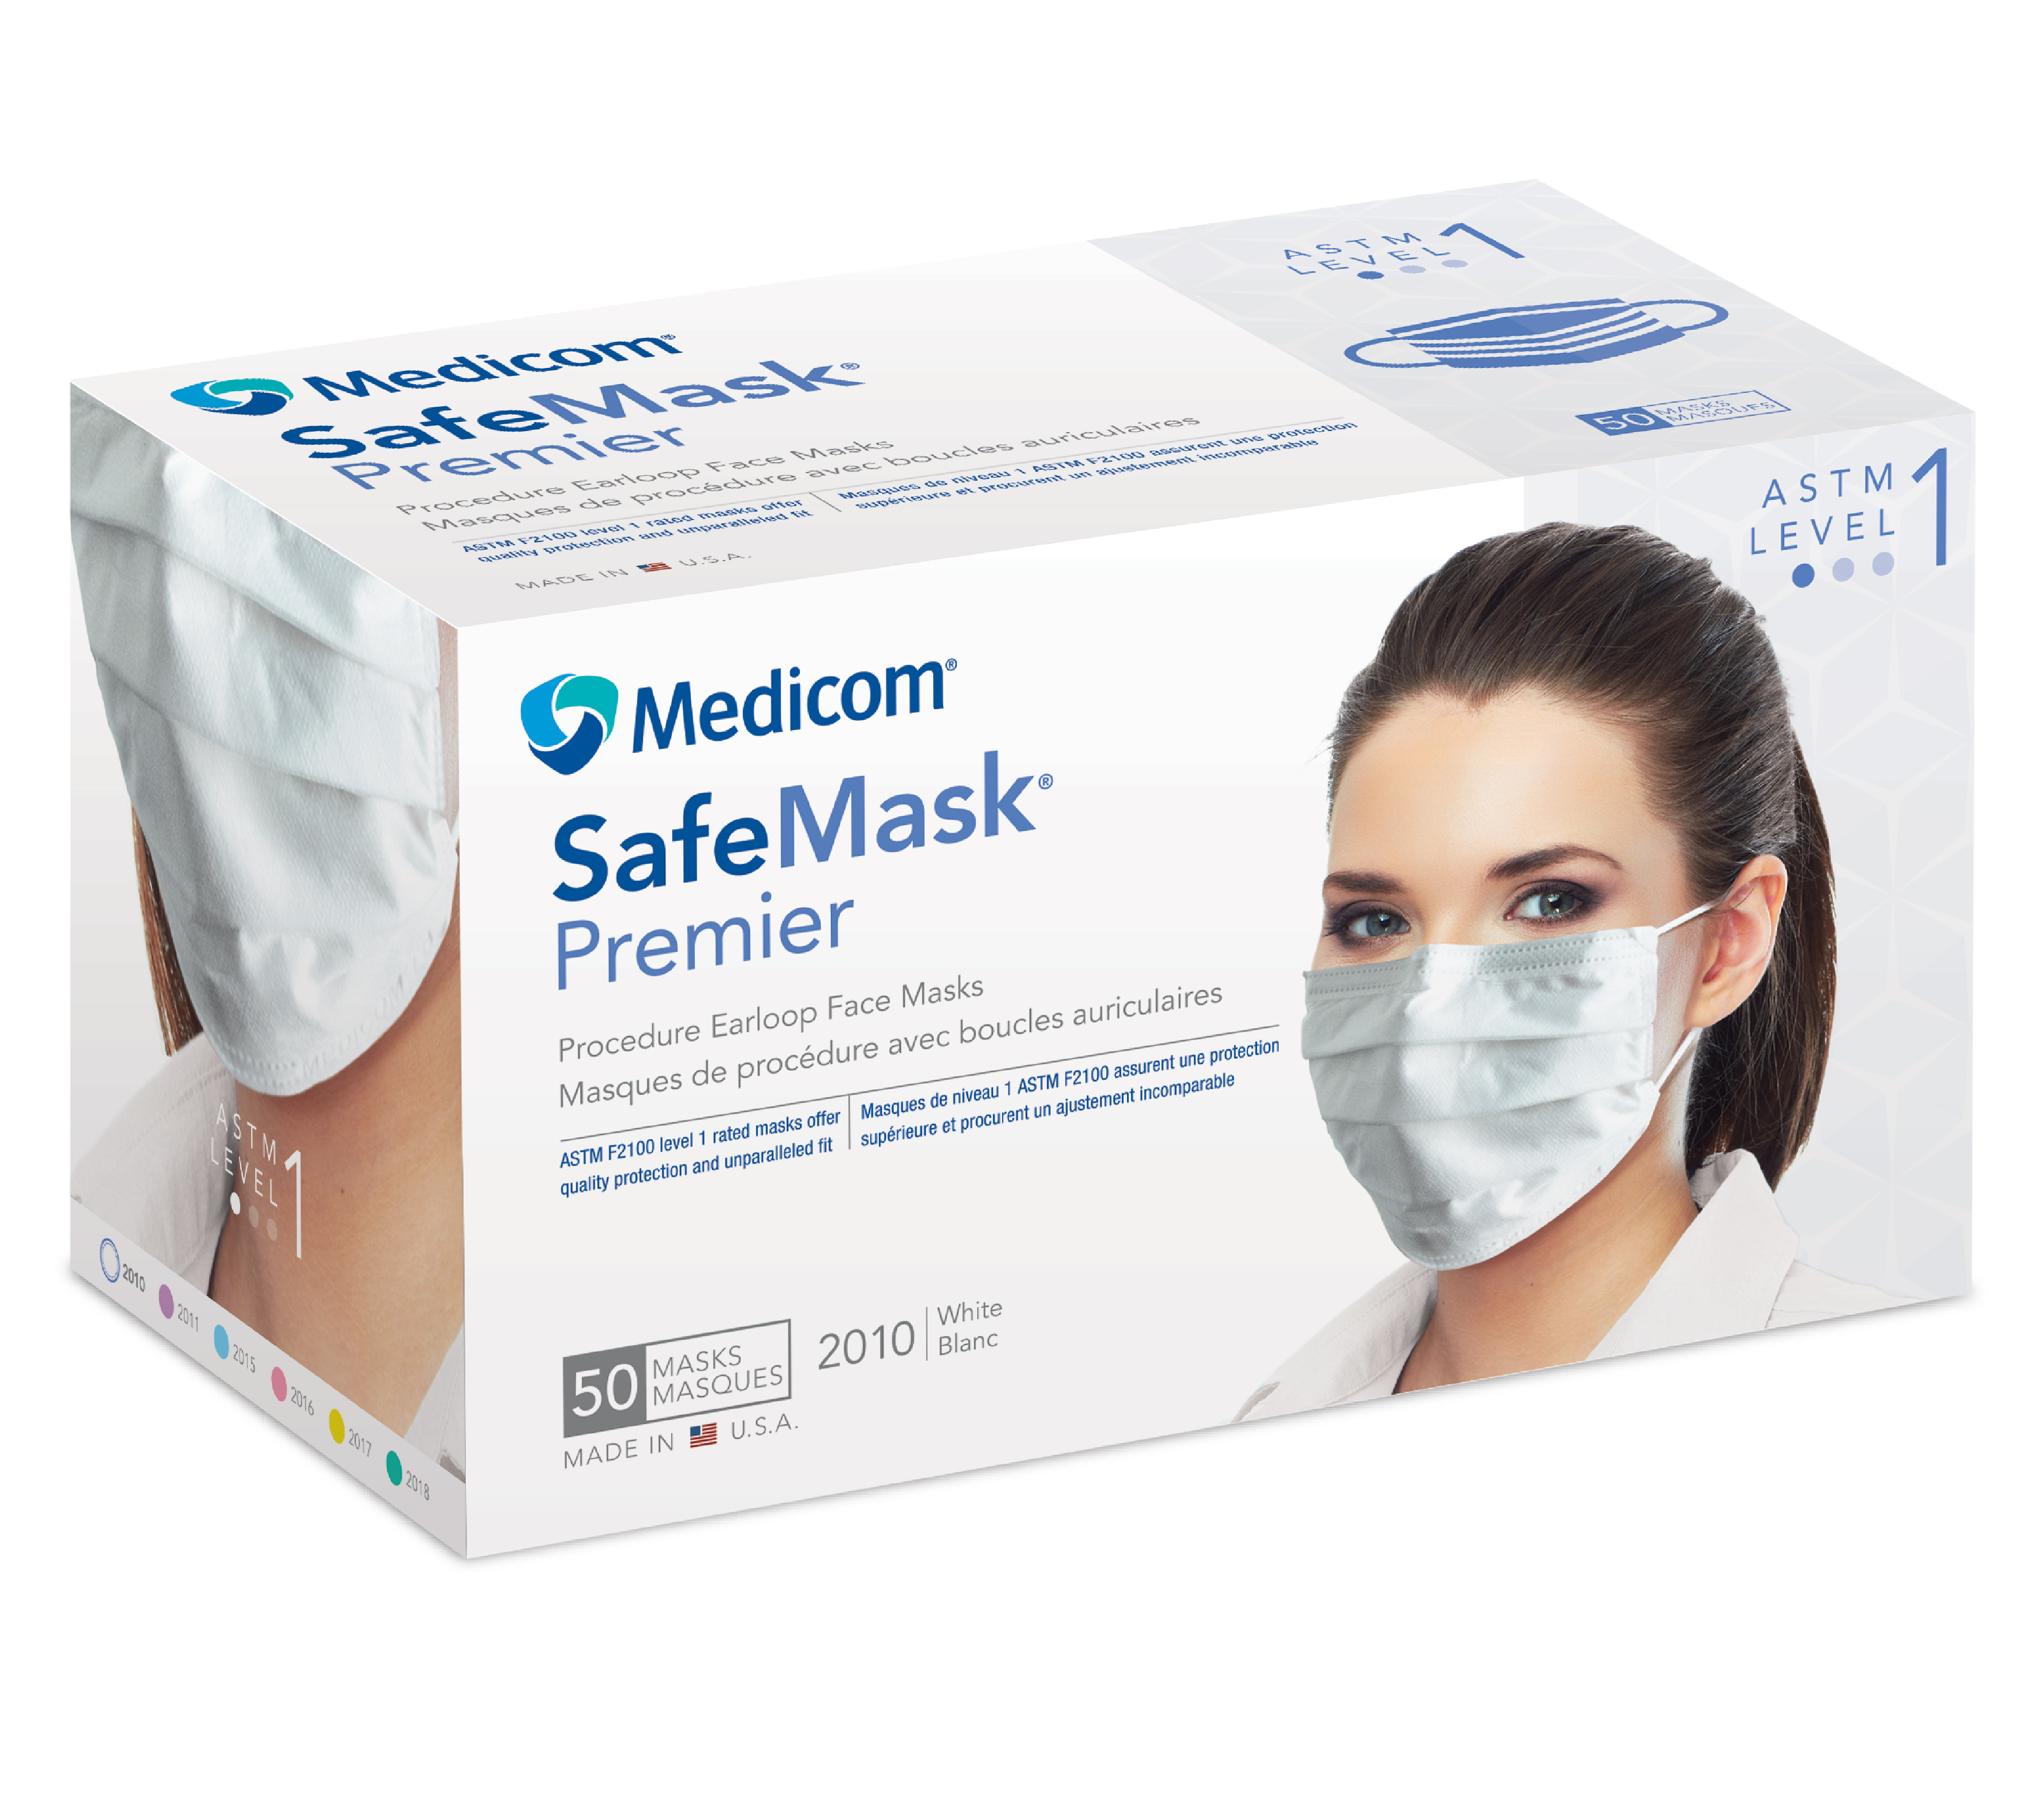 Medicom®
SafeMask®
Premier
Procedure Earloop Face Masks
Masques de procédure avec boucles auriculaires
ASTM F2100 level 1 rated masks offer
quality protection and unparalleled fit
Masques de niveau 1 ASTM F2100 assurent une protection
supérieure et procurent un ajustement incomparable
MADE IN U.S.A.
ASTM
LEVEL 1
50 MASKS
MASQUES
Medicom®
SafeMask®
Premier
Procedure Earloop Face Masks
Masques de procédure avec boucles auriculaires
ASTM F2100 level 1 rated masks offer
quality protection and unparalleled fit
Masques de niveau 1 ASTM F2100 assurent une protection
supérieure et procurent un ajustement incomparable
50 MASKS
MASQUES
2010 White
Blanc
MADE IN U.S.A.
ASTM
LEVEL 1
ASTM
LEVEL 1
2010
2011
2015
2016
2017
2018